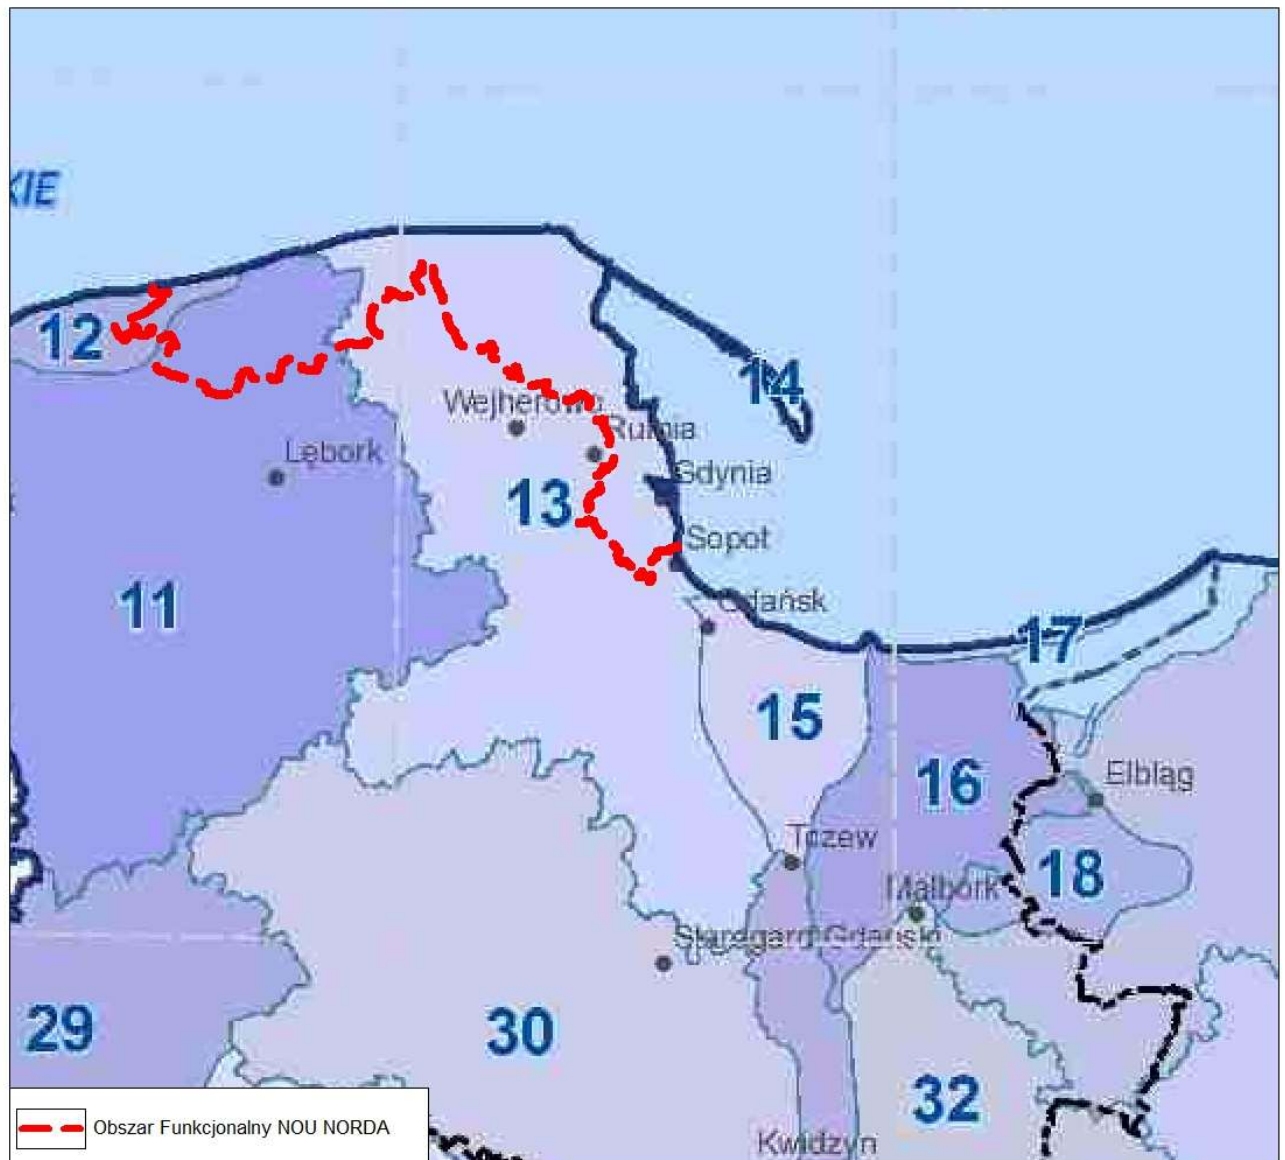 KIE
12
14
Wejherowo
Rumia
Lębork
Gdynia
13
Sopot
11
Gdańsk
17
15
16
Elbląg
Tczew
18
Malbork
Starogard Gdański
29
30
32
Obszar Funkcjonalny NOU NORDA
Kwidzyn